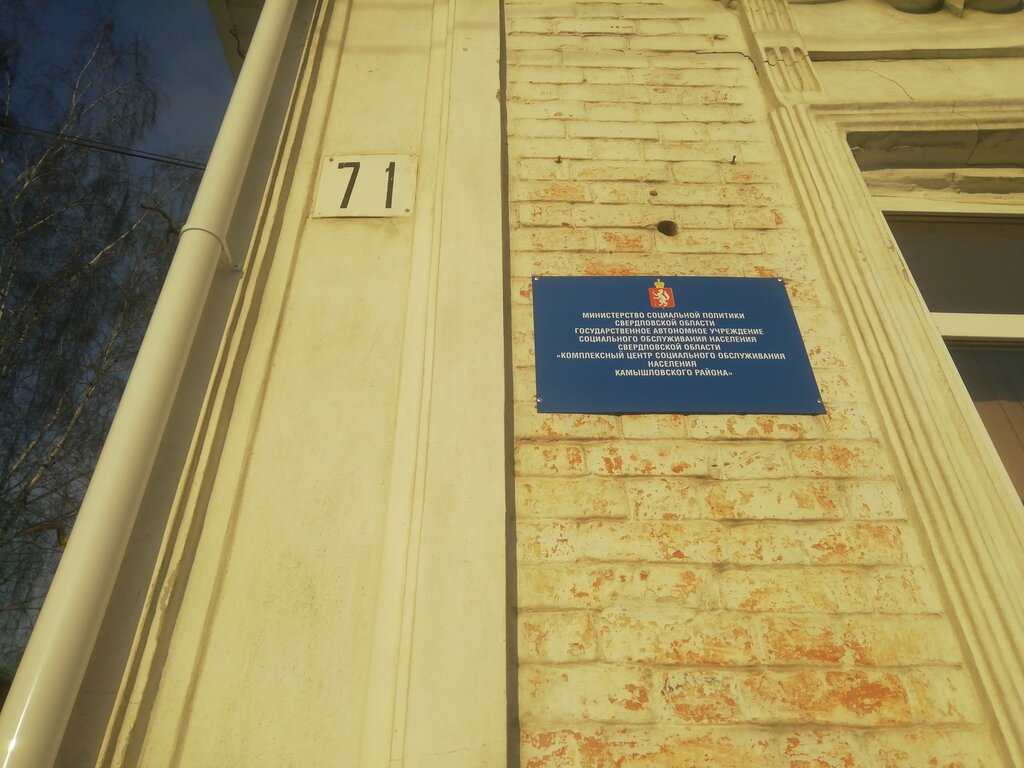 71
МИНИСТЕРСТВО СОЦИАЛЬНОЙ ПОЛИТИКИ
СВЕРДЛОВСКОЙ ОБЛАСТИ
ГОСУДАРСТВЕННОЕ АВТОНОМНОЕ УЧРЕЖДЕНИЕ
СОЦИАЛЬНОГО ОБСЛУЖИВАНИЯ НАСЕЛЕНИЯ
СВЕРДЛОВСКОЙ ОБЛАСТИ
«КОМПЛЕКСНЫЙ ЦЕНТР СОЦИАЛЬНОГО ОБСЛУЖИВАНИЯ
НАСЕЛЕНИЯ
КАМЫШЛОВСКОГО РАЙОНА»